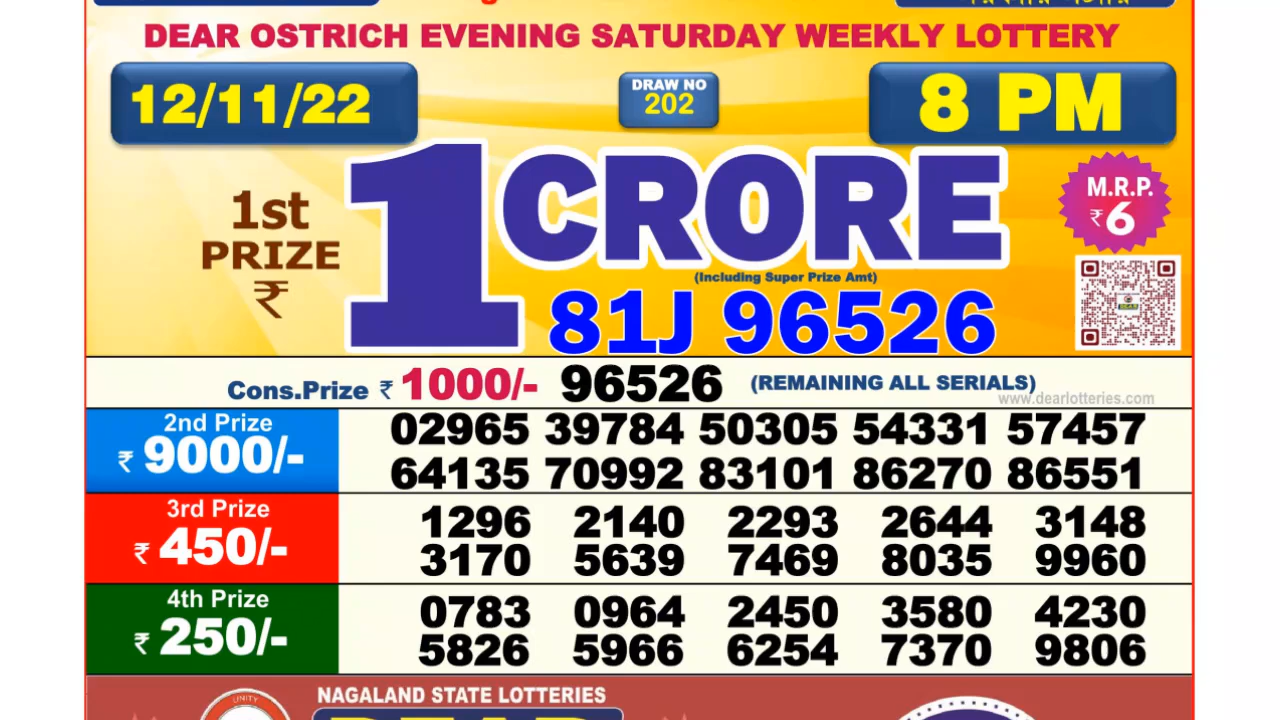 DEAR OSTRICH EVENING SATURDAY WEEKLY LOTTERY
12/11/22
DRAW NO
202
8 PM
1st
PRIZE
₹
1 CRORE
(Including Super Prize Amt)
81J 96526
M.R.P.
₹ 6
Cons.Prize ₹ 1000/- 96526 (REMAINING ALL SERIALS)
www.dearlotteries.com
2nd Prize
₹ 9000/-
02965 39784 50305 54331 57457
64135 70992 83101 86270 86551
3rd Prize
₹ 450/-
1296 2140 2293 2644 3148
3170 5639 7469 8035 9960
4th Prize
₹ 250/-
0783 0964 2450 3580 4230
5826 5966 6254 7370 9806
UNITY
NAGALAND STATE LOTTERIES
DEAR